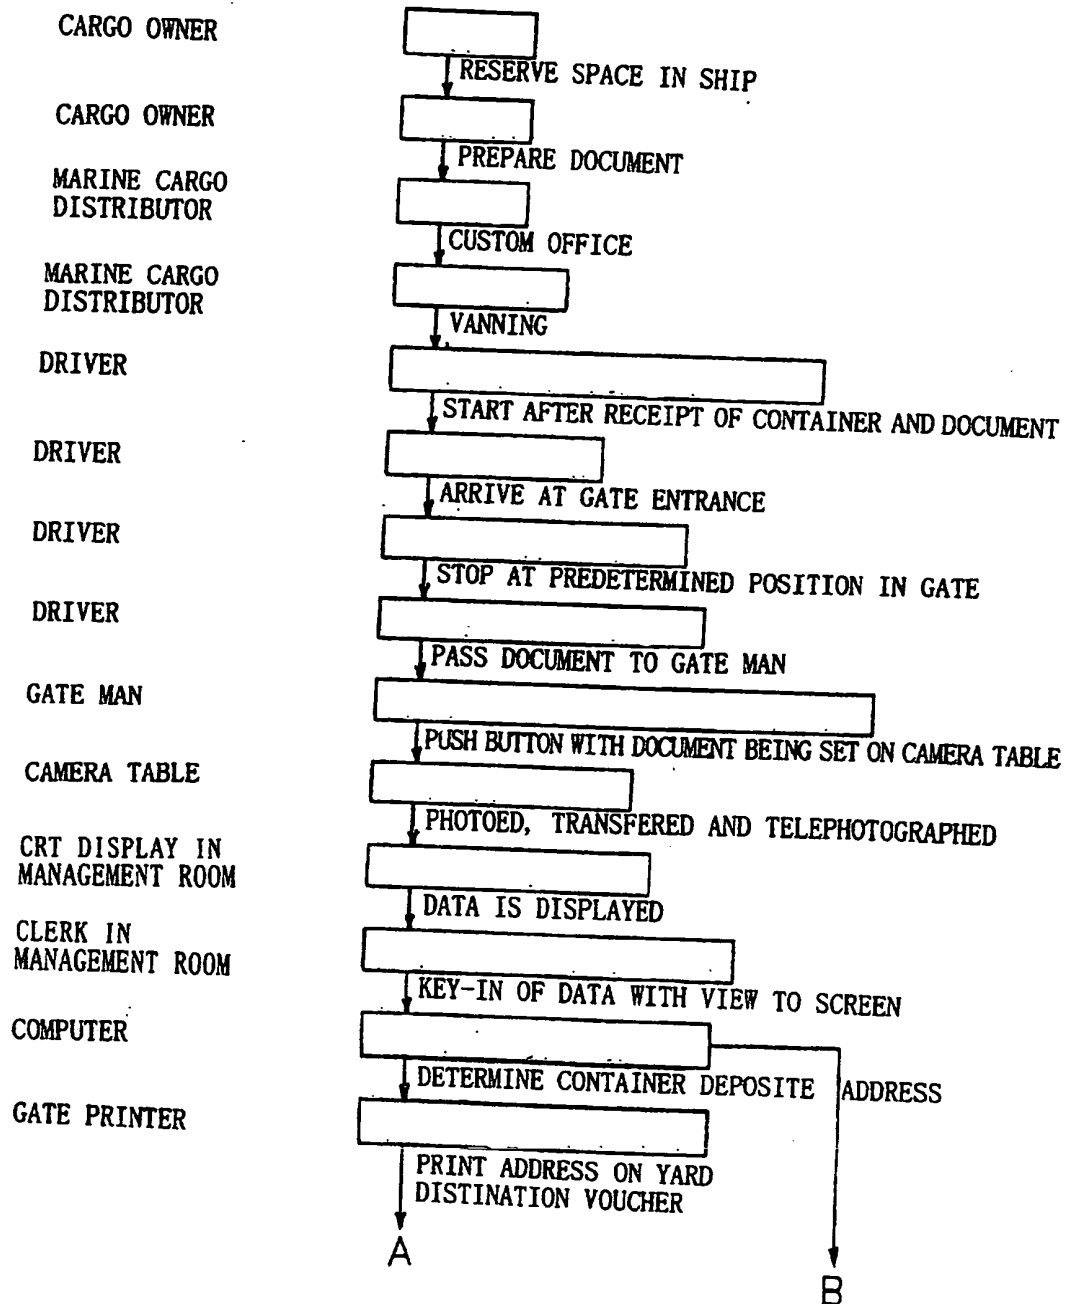 CARGO OWNER
RESERVE SPACE IN SHIP
CARGO OWNER
PREPARE DOCUMENT
MARINE CARGO
DISTRIBUTOR
CUSTOM OFFICE
MARINE CARGO
DISTRIBUTOR
VANNING
DRIVER
START AFTER RECEIPT OF CONTAINER AND DOCUMENT
DRIVER
ARRIVE AT GATE ENTRANCE
DRIVER
STOP AT PREDETERMINED POSITION IN GATE
DRIVER
PASS DOCUMENT TO GATE MAN
GATE MAN
PUSH BUTTON WITH DOCUMENT BEING SET ON CAMERA TABLE
CAMERA TABLE
PHOTOED, TRANSFERED AND TELEPHOTOGRAPHED
CRT DISPLAY IN
MANAGEMENT ROOM
DATA IS DISPLAYED
CLERK IN
MANAGEMENT ROOM
KEY-IN OF DATA WITH VIEW TO SCREEN
COMPUTER
DETERMINE CONTAINER DEPOSITE ADDRESS
GATE PRINTER
PRINT ADDRESS ON YARD
DISTINATION VOUCHER
A
B